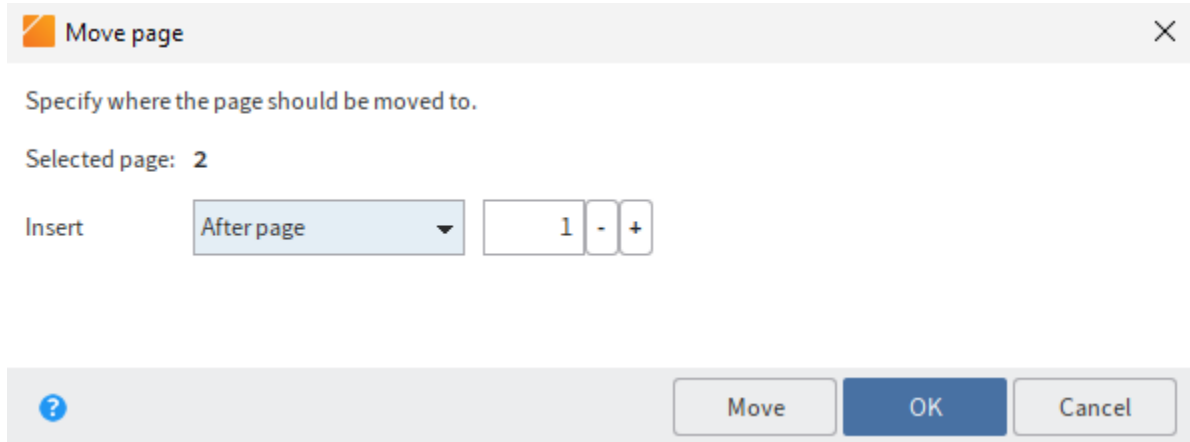 Move page
Specify where the page should be moved to.
Selected page: 2
Insert After page 1 - +
? Move OK Cancel